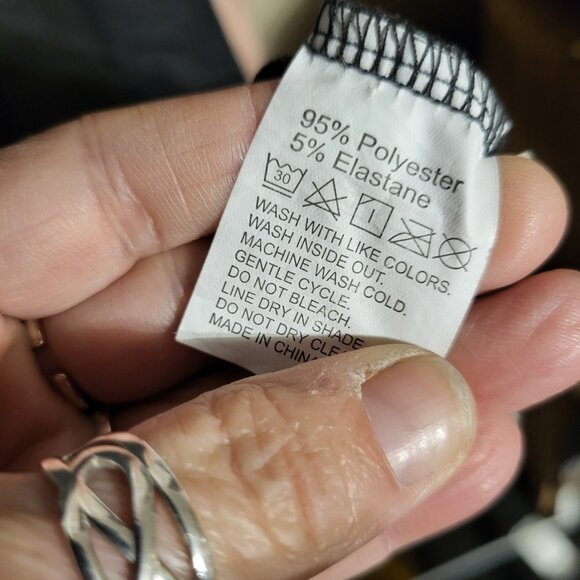 95% Polyester
5% Elastane
30
WASH WITH LIKE COLORS.
WASH INSIDE OUT.
MACHINE WASH COLD.
GENTLE CYCLE.
DO NOT BLEACH.
LINE DRY IN SHADE
DO NOT DRY CLE
MADE IN CHINA